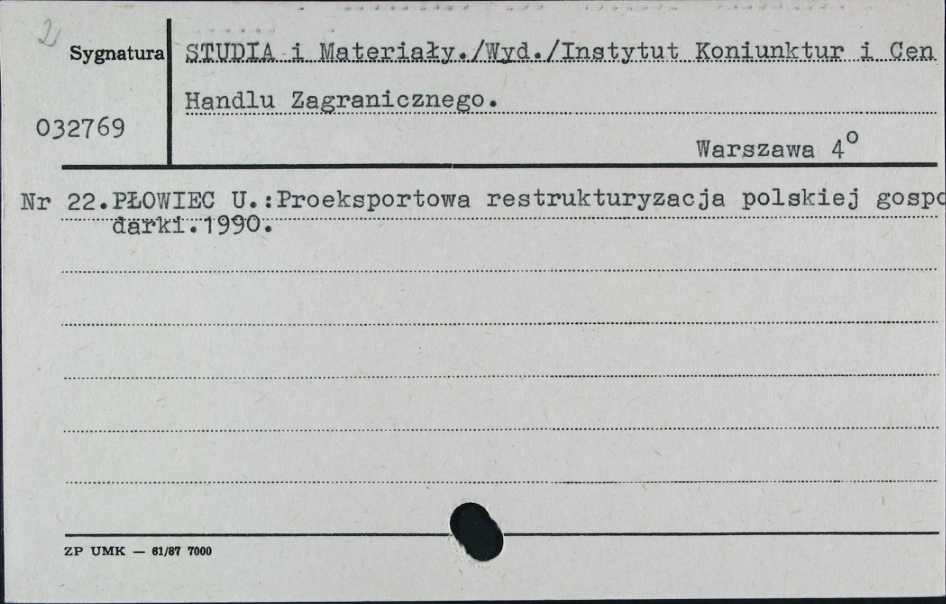 2
Sygnatura
STUDIA i Materiały./Wyd./Instytut Koniunktur i Cen
Handlu Zagranicznego.
032769
Warszawa 4º
Nr 22.PŁOWIEC U.:Proeksportowa restrukturyzacja polskiej gospo
darki.1990.
ZP UMK — 61/87 7000